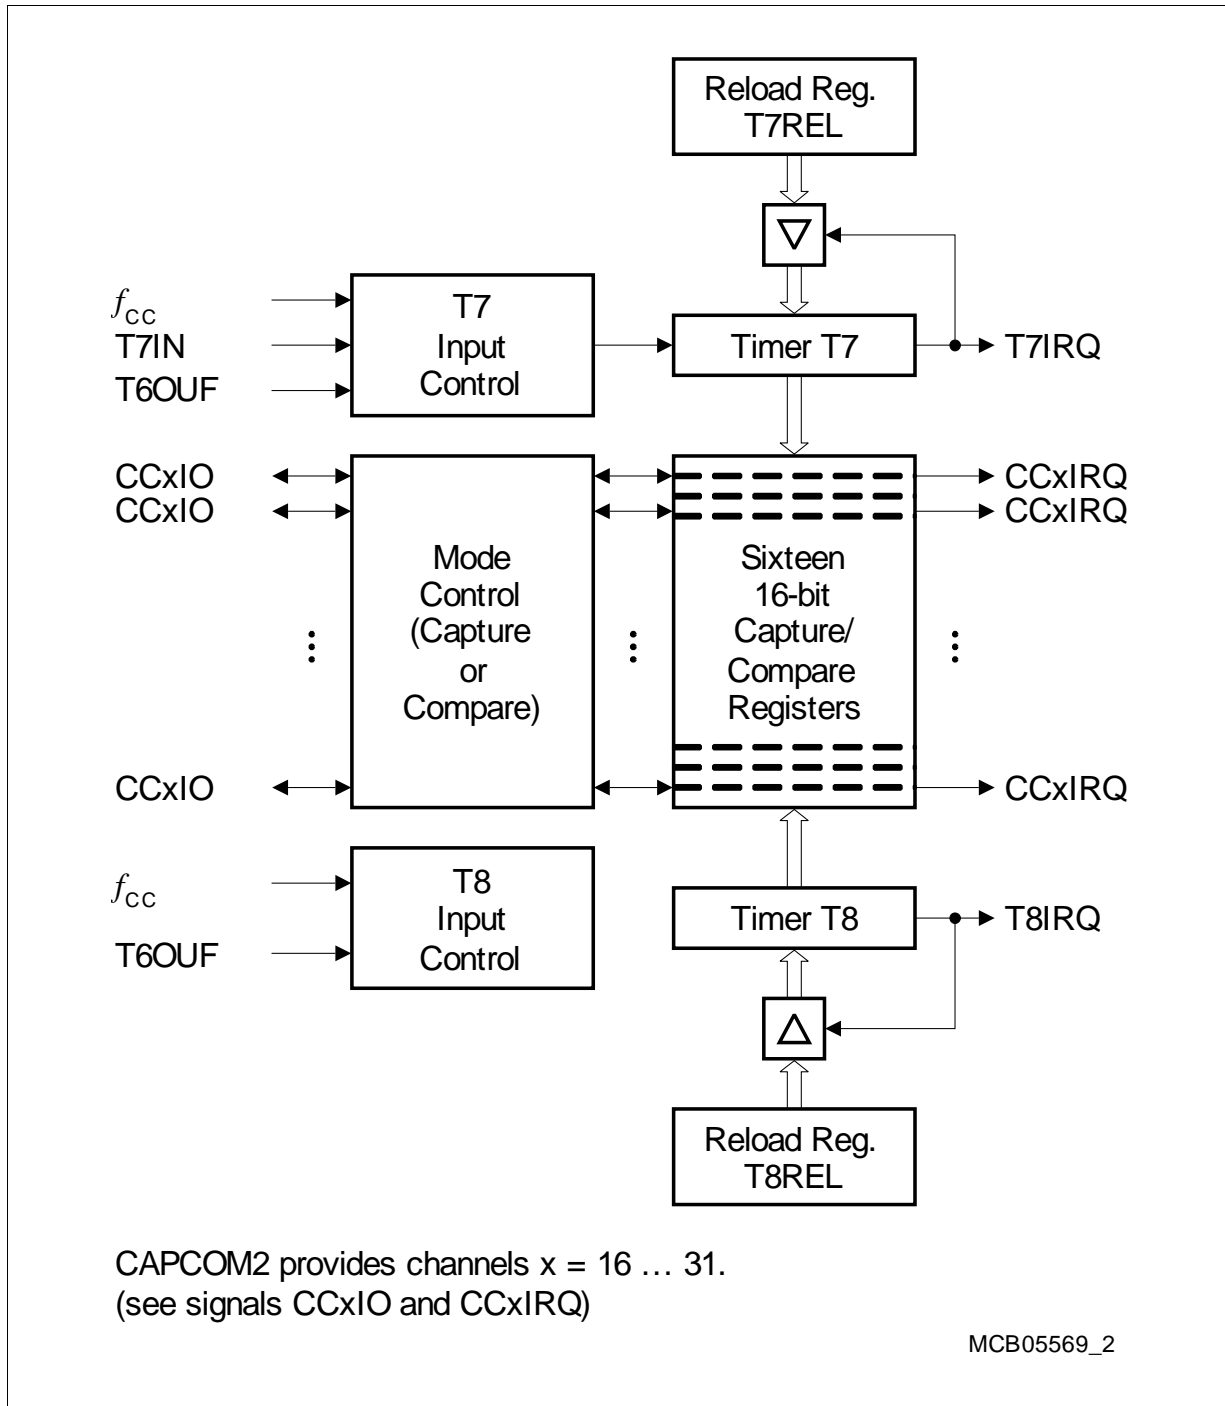 Reload Reg.
T7REL
fCC
T7IN
T6OUF
T7
Input
Control
Timer T7
T7IRQ
CCxIO
CCxIO
CCxIO
Mode
Control
(Capture
or
Compare)
Sixteen
16-bit
Capture/
Compare
Registers
CCxIRQ
CCxIRQ
CCxIRQ
fCC
T6OUF
T8
Input
Control
Timer T8
T8IRQ
Reload Reg.
T8REL
CAPCOM2 provides channels x = 16 … 31.
(see signals CCxIO and CCxIRQ)
MCB05569_2